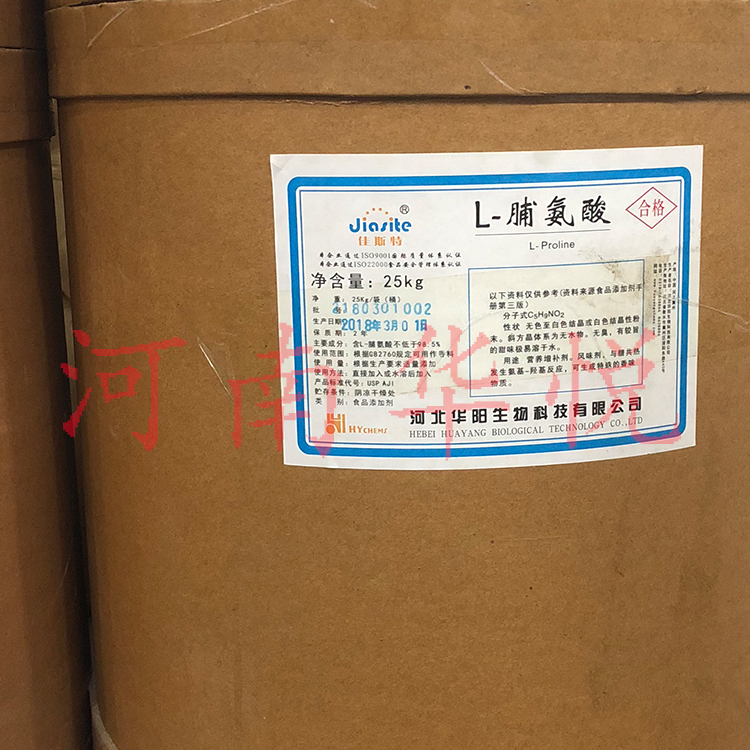 Jiasite®
佳斯特
本企业通过ISO9001国际质量体系认证
本企业通过ISO22000食品安全管理体系认证
净含量：25kg
净 重：25Kg/袋（桶）
批 180301002
生产日期 2018年3月01日
保 质 期：2 年
主要成分：含L-脯氨酸不低于98.5%
使用范围：根据GB2760规定可用作香料
使 用 量：根据生产要求适量添加
使用方法：直接加入或水溶后加入
产品标准代号：USP AJI
贮存条件：阴凉干燥处
类 别：食品添加剂
HYCHEMS
L-脯氨酸
L-Proline
合格
以下资料仅供参考(资料来源食品添加剂手
册第三版)
分子式C5H9NO2
性状 无色至白色结晶或白色结晶性粉
末。斜方晶体系为无水物。无臭，有较旨
的甜味极易溶于水。
用途 营养增补剂。风味剂，与糖共热
发生氨基-羟基反应，可生成特殊的香味
物质。
河北华阳生物科技有限公司
HEBEI HUAYANG BIOLOGICAL TECHNOLOGY CO.,LTD
河南华悦